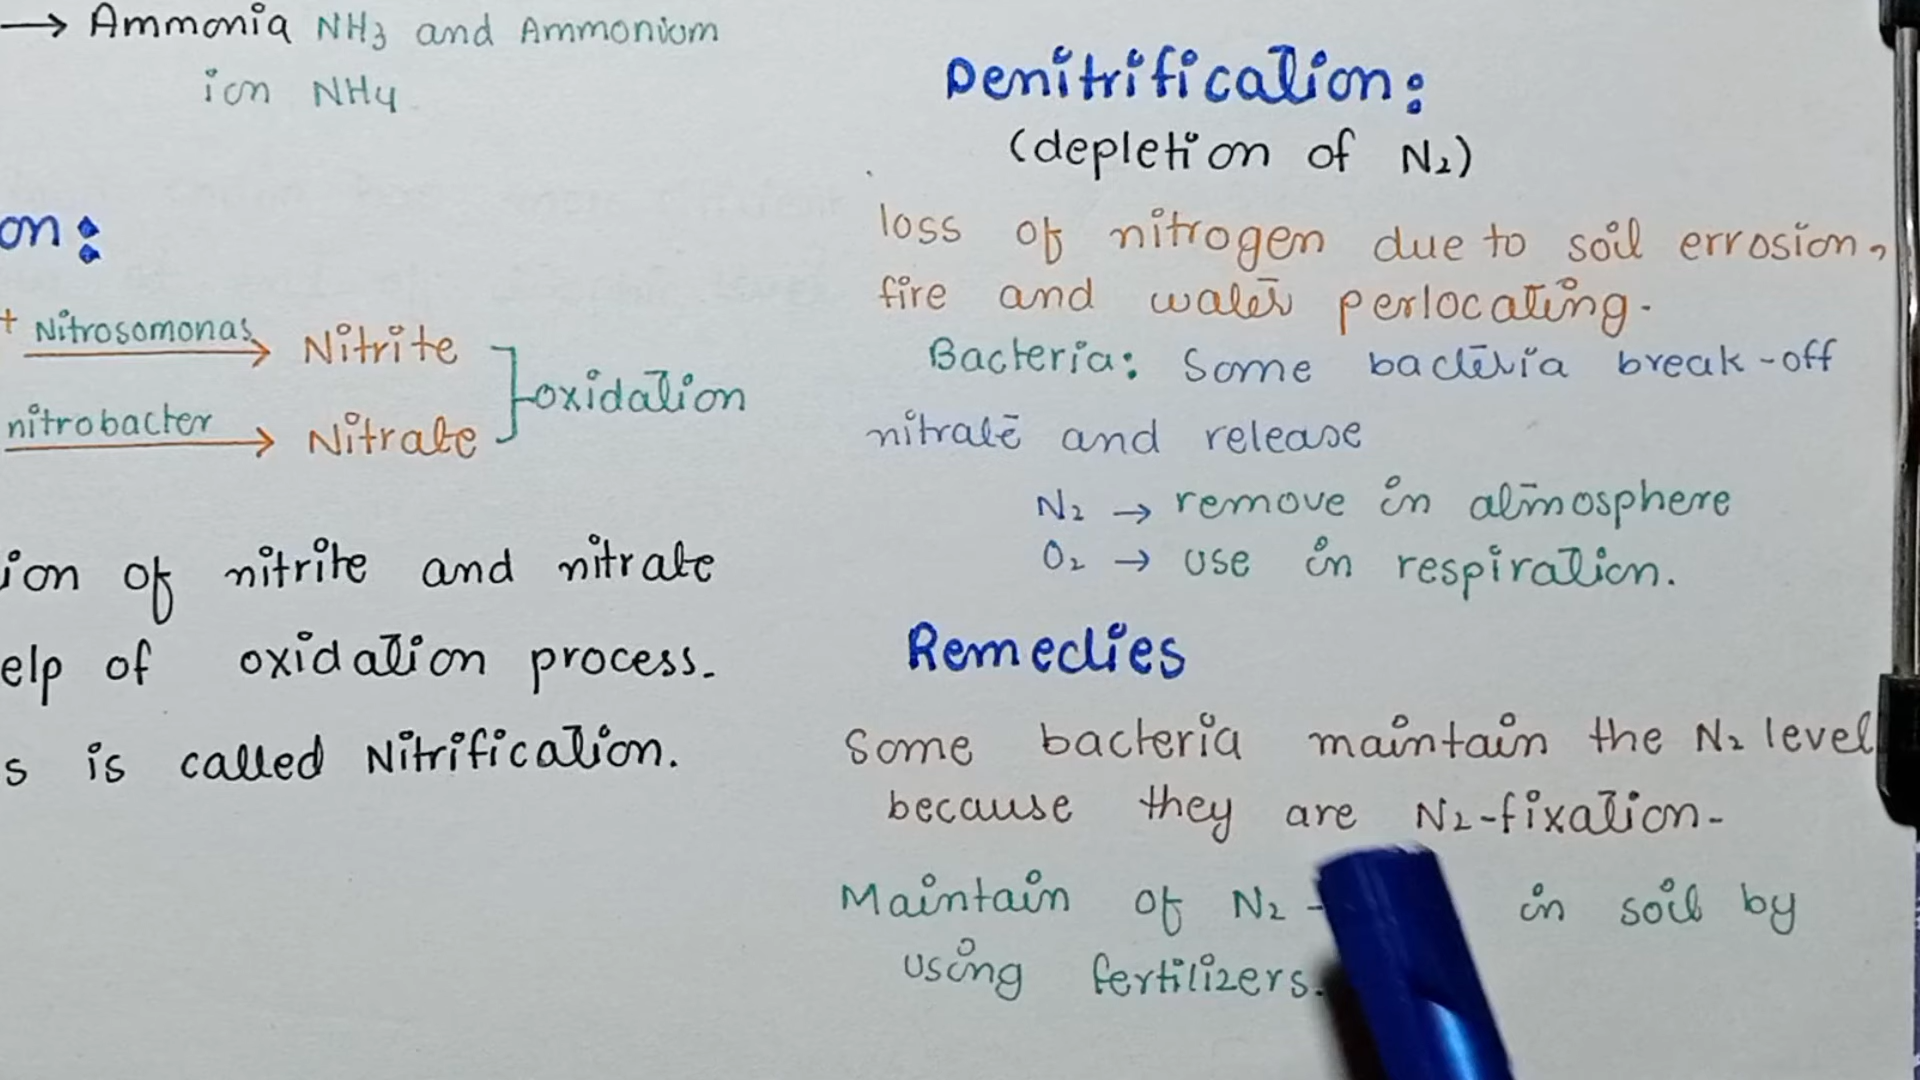 → Ammonia NH3 and Ammonium
ion NH4
on:
+ Nitrosomonas → Nitrite
nitrobacter → Nitrate
oxidation
ion of nitrite and nitrate
elp of oxidation process.
s is called Nitrification.
Denitrification:
(depletion of N2)
loss of nitrogen due to soil errosion,
fire and water perlocating.
Bacteria: Some bacteria break-off
nitrate and release
N2 → remove in atmosphere
O2 → use in respiration.
Remedies
Some bacteria maintain the N2 level
because they are N2-fixation-
Maintain of N2 - in soil by
using fertilizers.